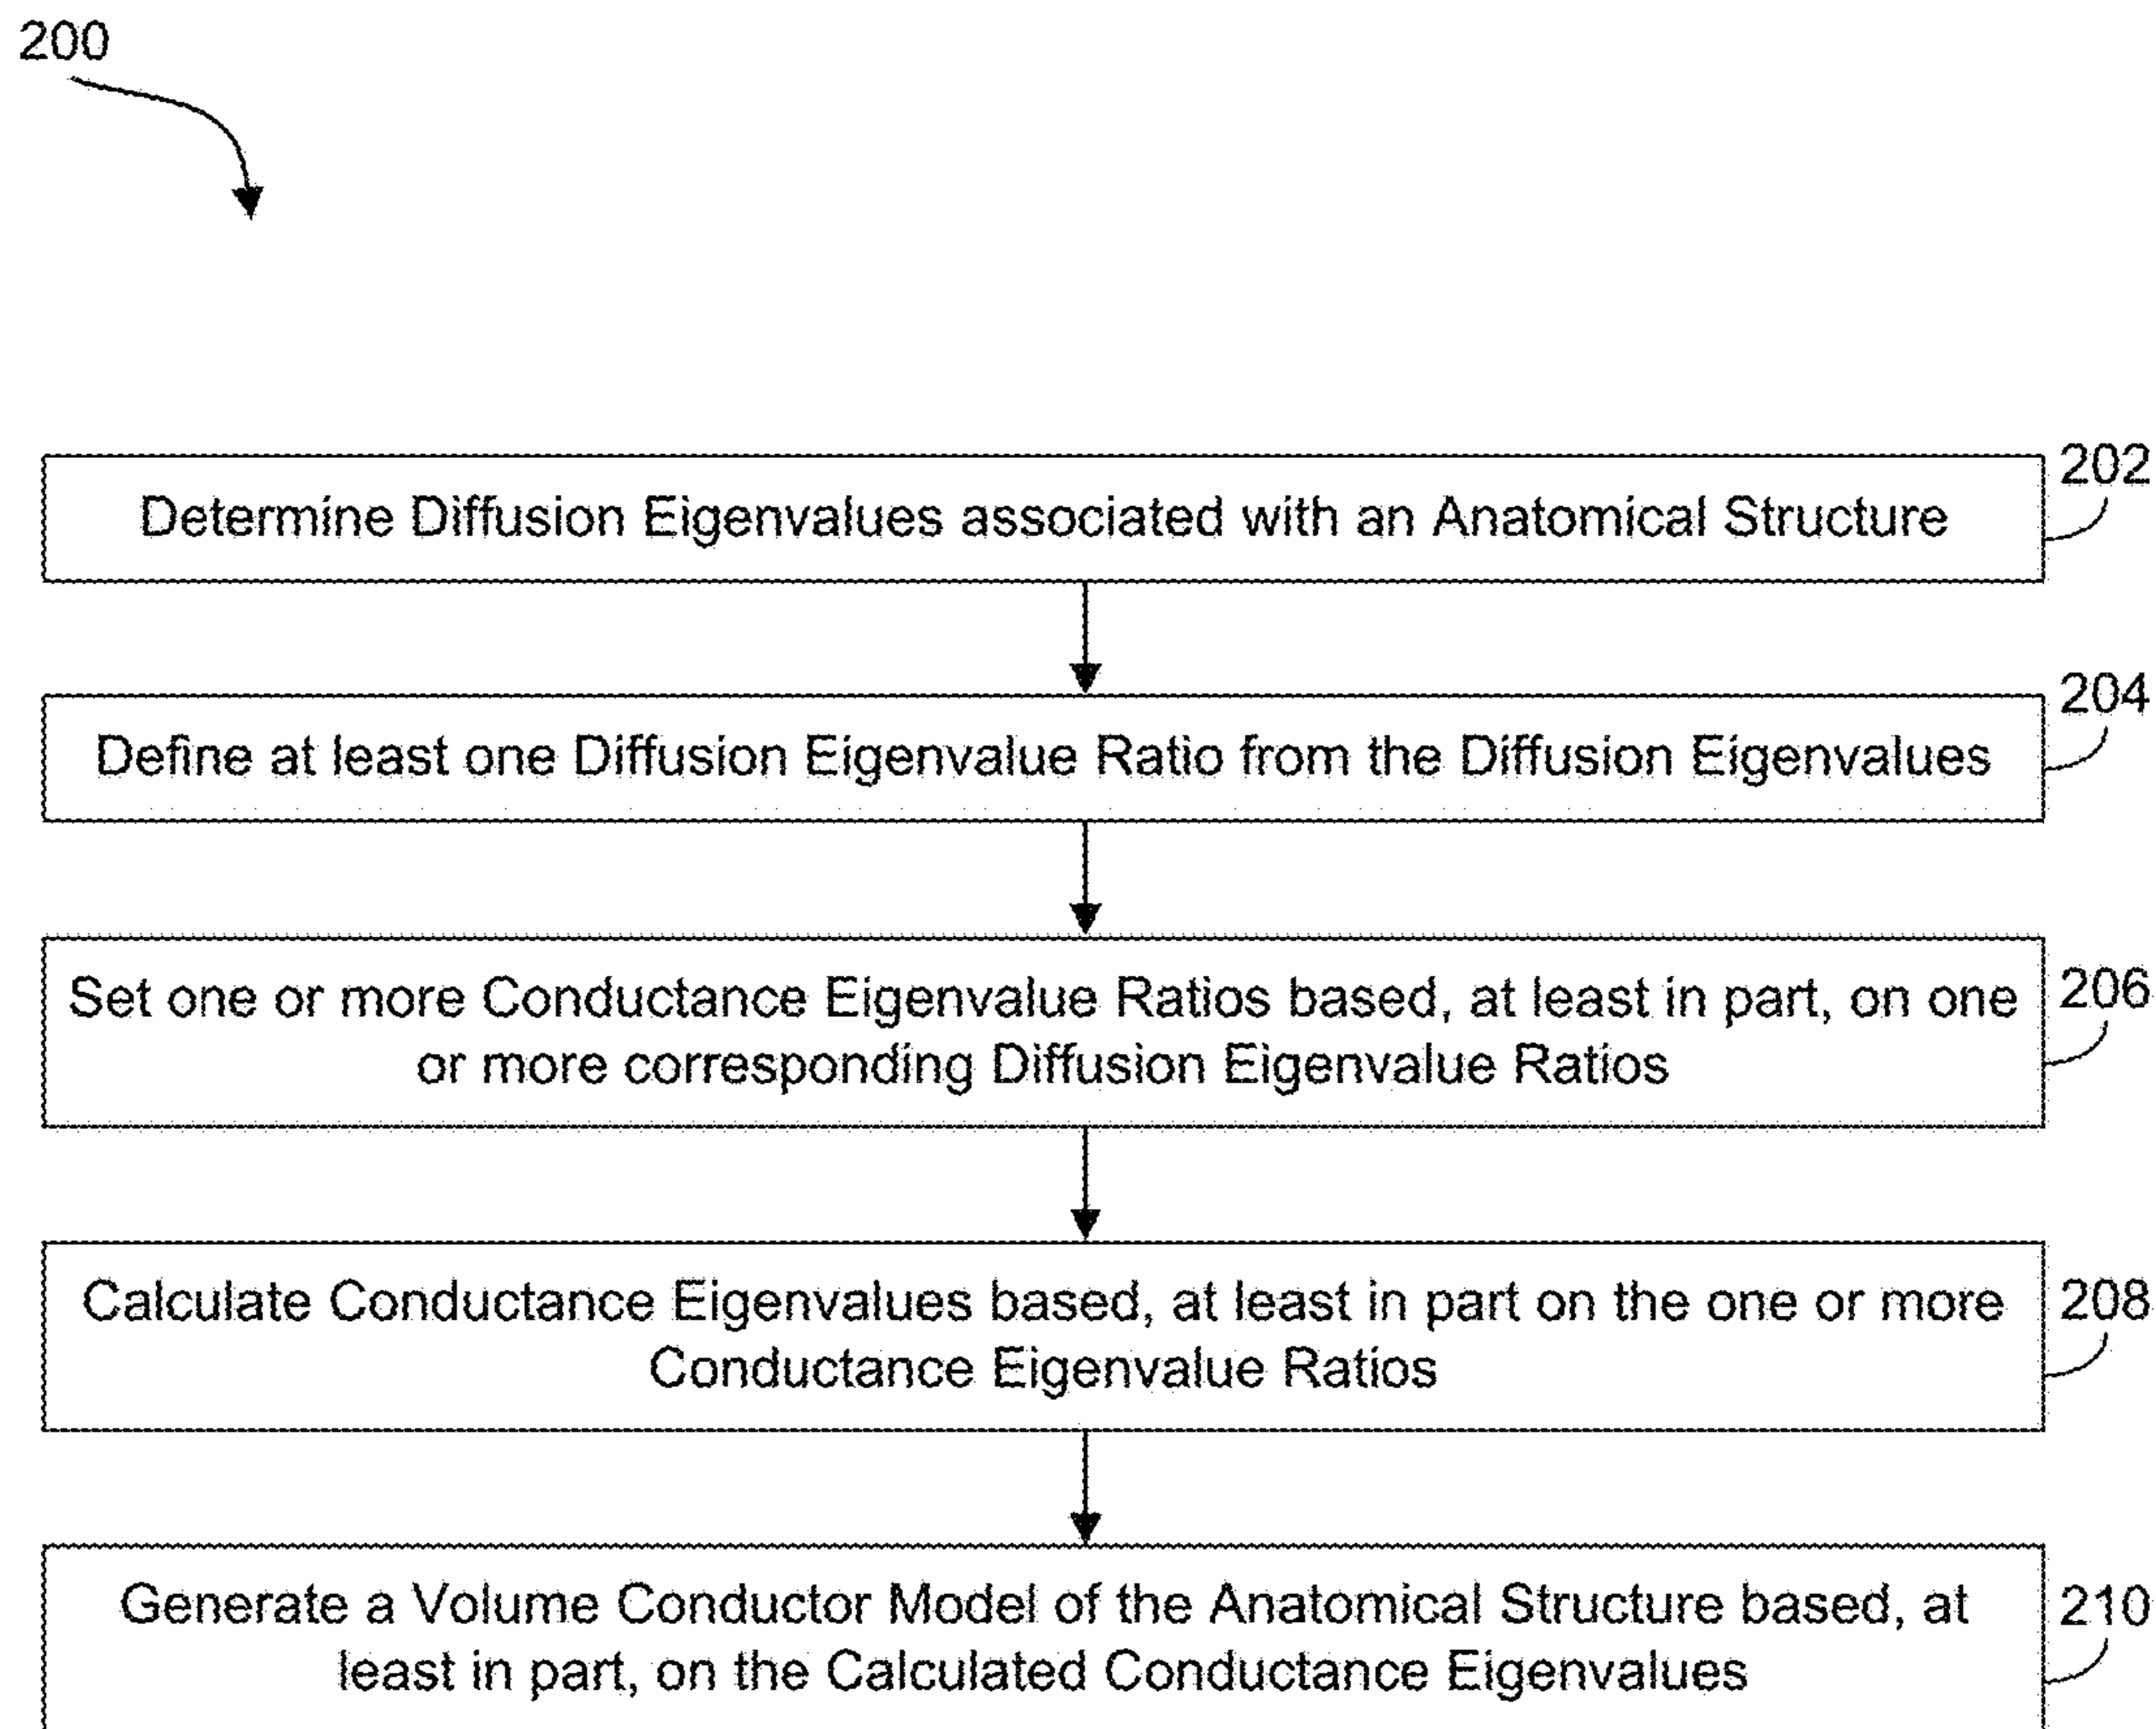 200
202
Determine Diffusion Eigenvalues associated with an Anatomical Structure
204
Define at least one Diffusion Eigenvalue Ratio from the Diffusion Eigenvalues
206
Set one or more Conductance Eigenvalue Ratios based, at least in part, on one
or more corresponding Diffusion Eigenvalue Ratios
208
Calculate Conductance Eigenvalues based, at least in part on the one or more
Conductance Eigenvalue Ratios
210
Generate a Volume Conductor Model of the Anatomical Structure based, at
least in part, on the Calculated Conductance Eigenvalues